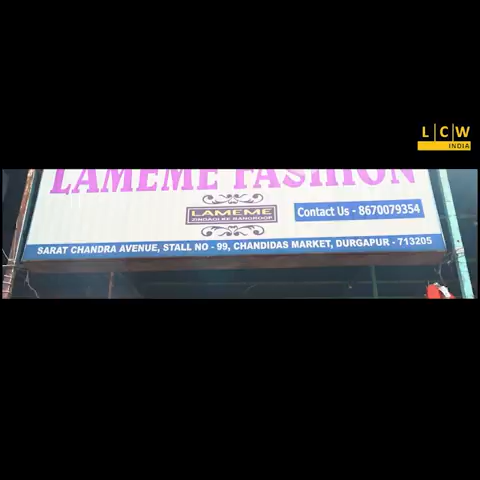 L|C|W
INDIA
LAMEME FASHION
LAMEME
ZINDAGI KE RANGROOP
Contact Us - 8670079354
SARAT CHANDRA AVENUE, STALL NO - 99, CHANDIDAS MARKET, DURGAPUR - 713205